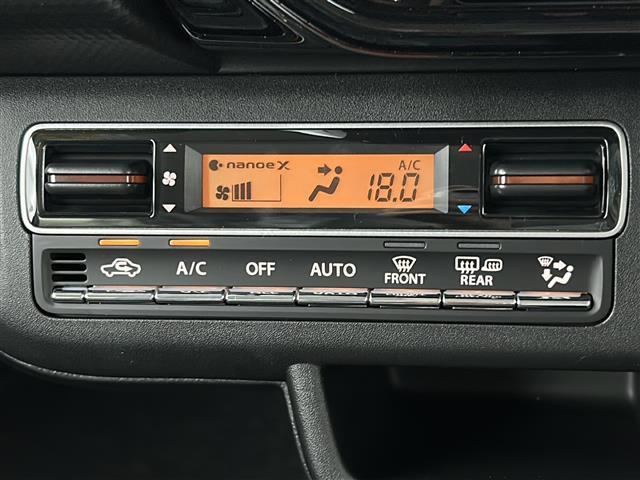 nanoeX
A/C
18.0
A/C
OFF
AUTO
FRONT
REAR